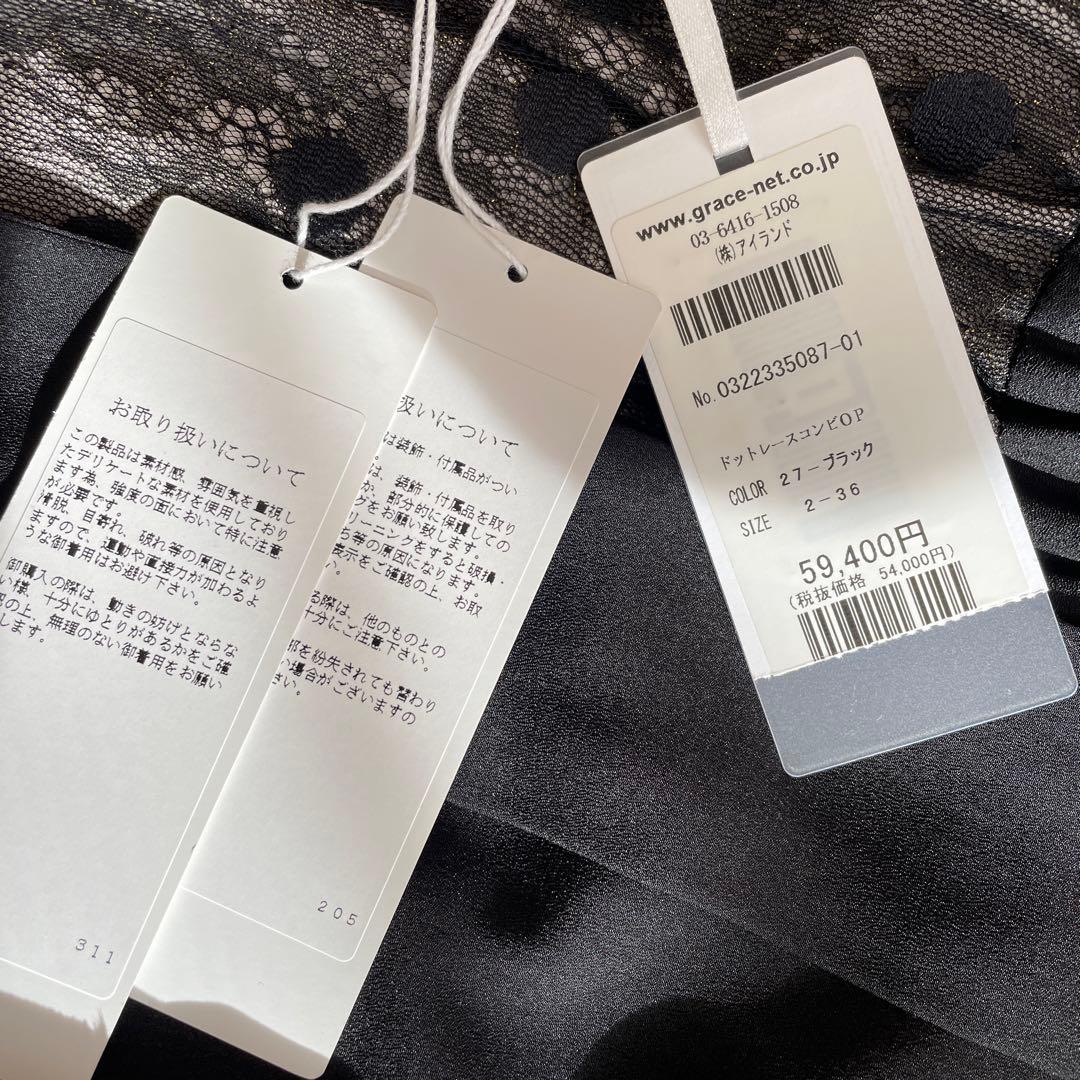 お取り扱いについて
この製品は素材感、雰囲気を重視し
たデリケートな素材を使用しており
ます為、強度の面において特に注意
が必要です。
滑脱、目寄れ、破れ等の原因となり
ますので、運動や直接力が加わるよ
うな御着用はお避け下さい。
御購入の際は、動きの妨げとならな
い様、十分にゆとりがあるかをご確
認の上、無理のない御着用をお願い
します。
311
扱いについて
は装飾・付属品がつい
は、装飾・付属品を取り
か、部分的に保護しての
グをお願い致します。
リーニングをすると破損・
ち等の原因になります。
表示をご確認の上、お取
い。
る際は、他のものとの
十分にご注意下さい。
部を紛失されても替わり
い場合がございますの
さい。
205
www.grace-net.co.jp
03-6416-1508
(株)アイランド
No.0322335087-01
ドットレースコンビOP
COLOR 27-ブラック
SIZE 2-36
59,400円
(税抜価格 54,000円)